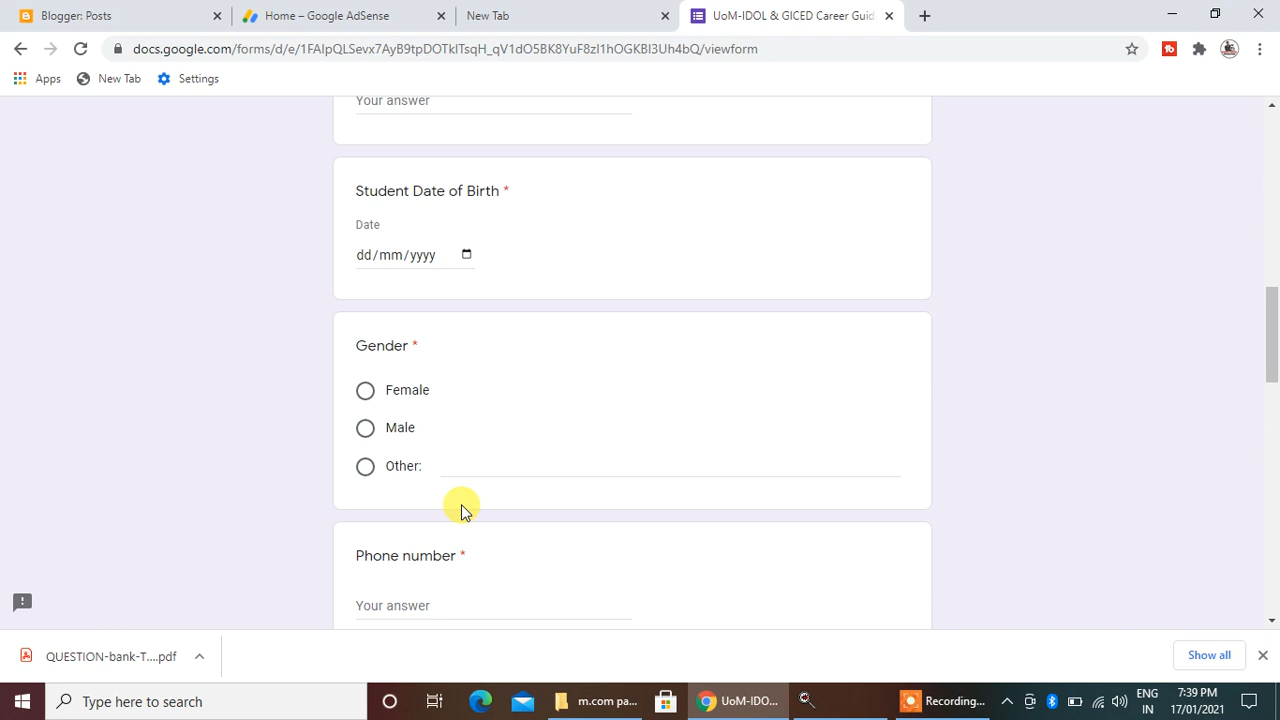 Blogger: Posts
Home – Google AdSense
New Tab
UoM-IDOL & GICED Career Guid
docs.google.com/forms/d/e/1FAIpQLSevx7AyB9tpDOTklTsqH_qV1dO5BK8YuF8zI1hOGKBI3Uh4bQ/viewform
Apps
New Tab
Settings
Your answer
Student Date of Birth *
Date
dd/mm/yyyy
Gender *
Female
Male
Other:
Phone number *
Your answer
QUESTION-bank-T....pdf
Show all
Type here to search
m.com pa...
UoM-IDO...
Recording...
ENG
IN
7:39 PM
17/01/2021